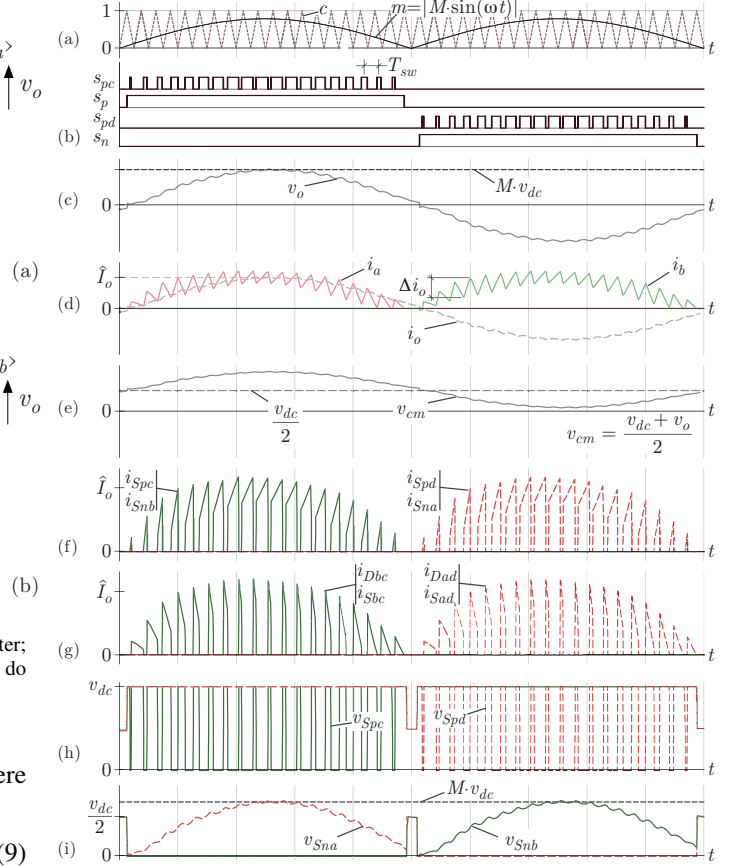 1
c
m=|M·sin(ωt)|
(a)
0
t
a>
v_o
T_sw
s_pc
s_p
s_pd
(b) s_n
v_o
M·v_dc
(c) 0
t
(a)
Î_o
i_a
Δi_o
i_b
(d) 0
t
i_o
b>
v_o
(e) 0
v_dc
2
v_cm
t
v_cm = v_dc + v_o
2
Î_o
i_Spc
i_Snb
i_Spd
i_Sna
(f) 0
t
(b)
Î_o
i_Dbc
i_Sbc
i_Dad
i_Sad
ter;
do
(g) 0
t
v_dc
v_Spc
v_Spd
(h)
0
t
ere
v_dc
2
M·v_dc
v_Sna
v_Snb
(9)
(i) 0
t